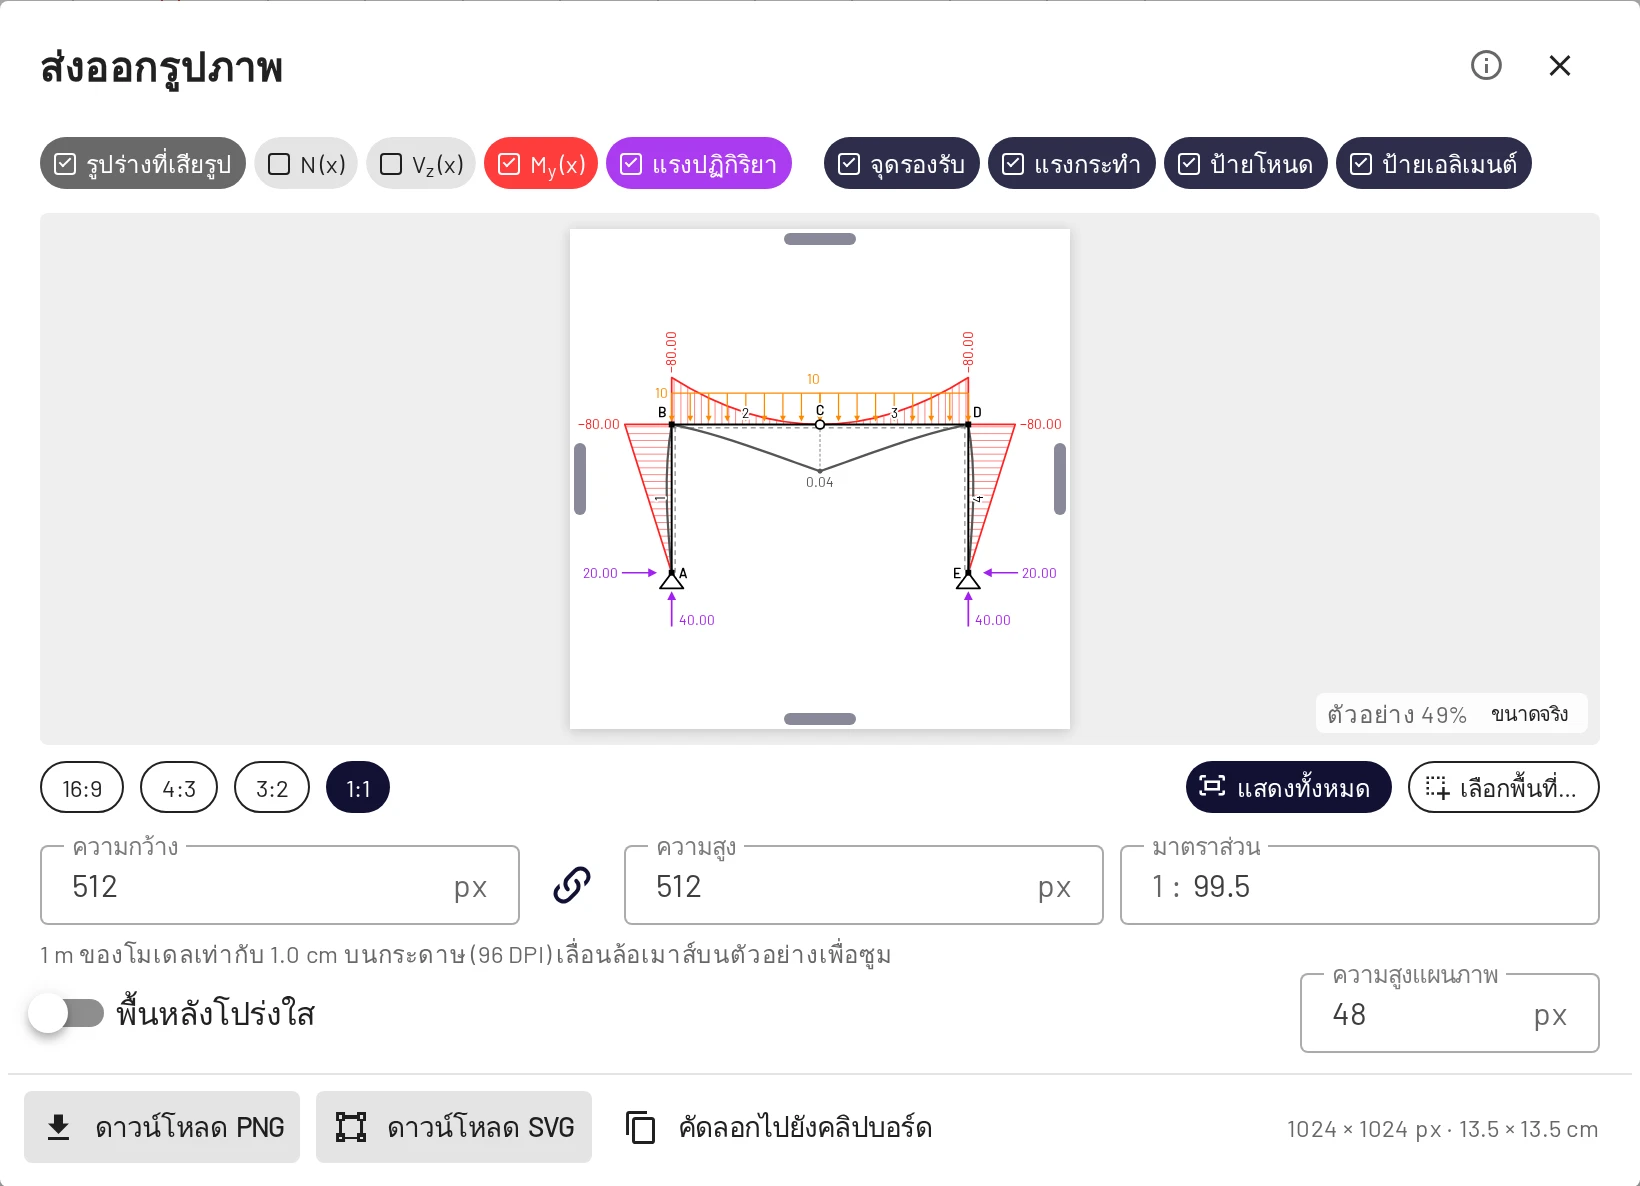 ส่งออกรูปภาพ
รูปร่างที่เสียรูป N(x) Vz(x) My(x) แรงปฏิกิริยา จุดรองรับ แรงกระทำ ป้ายโหนด ป้ายเอลิเมนต์
−80.00 −80.00
10
10
B 2 C 3 D
−80.00 −80.00
0.04
1 4
20.00 A E 20.00
40.00 40.00
ตัวอย่าง 49% ขนาดจริง
16:9 4:3 3:2 1:1 แสดงทั้งหมด เลือกพื้นที่...
ความกว้าง ความสูง มาตราส่วน
512 px 512 px 1 : 99.5
1 m ของโมเดลเท่ากับ 1.0 cm บนกระดาษ (96 DPI) เลื่อนล้อเมาส์บนตัวอย่างเพื่อซูม
ความสูงแผนภาพ
พื้นหลังโปร่งใส 48 px
ดาวน์โหลด PNG ดาวน์โหลด SVG คัดลอกไปยังคลิปบอร์ด 1024 × 1024 px · 13.5 × 13.5 cm